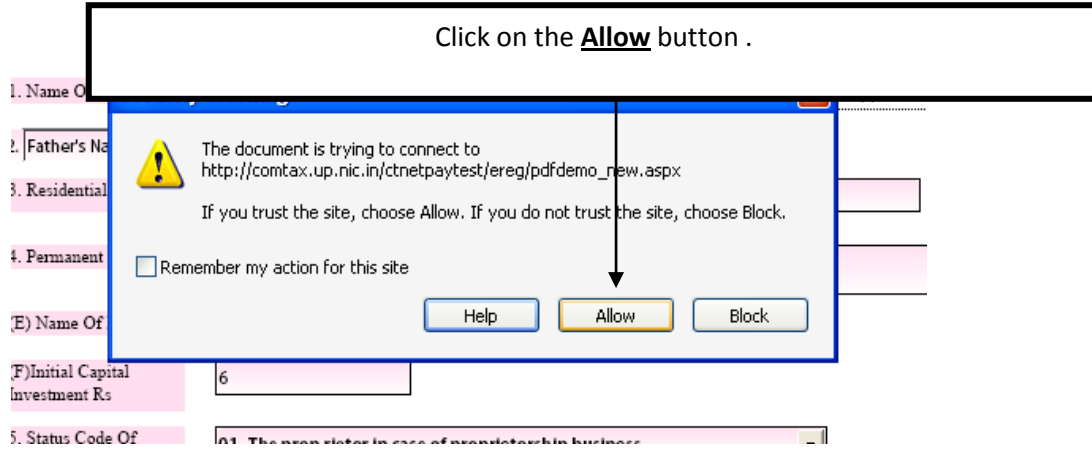 Click on the Allow button .
1. Name O
2. Father's Na
The document is trying to connect to
http://comtax.up.nic.in/ctnetpaytest/ereg/pdfdemo_new.aspx
3. Residential
If you trust the site, choose Allow. If you do not trust the site, choose Block.
4. Permanent
Remember my action for this site
Help Allow Block
(E) Name Of
(F)Initial Capital
Investment Rs
6
5. Status Code Of
01 The proprietor in case of proprietorship business